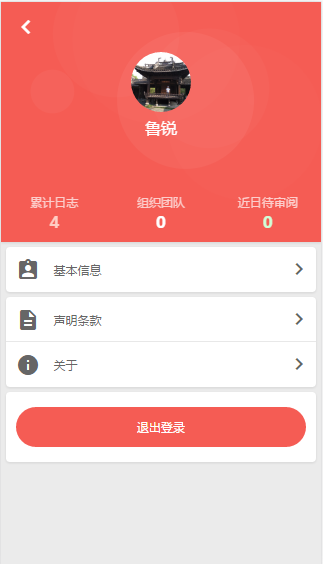 鲁锐
累计日志 组织团队 近日待审阅
4 0 0
基本信息
声明条款
关于
退出登录